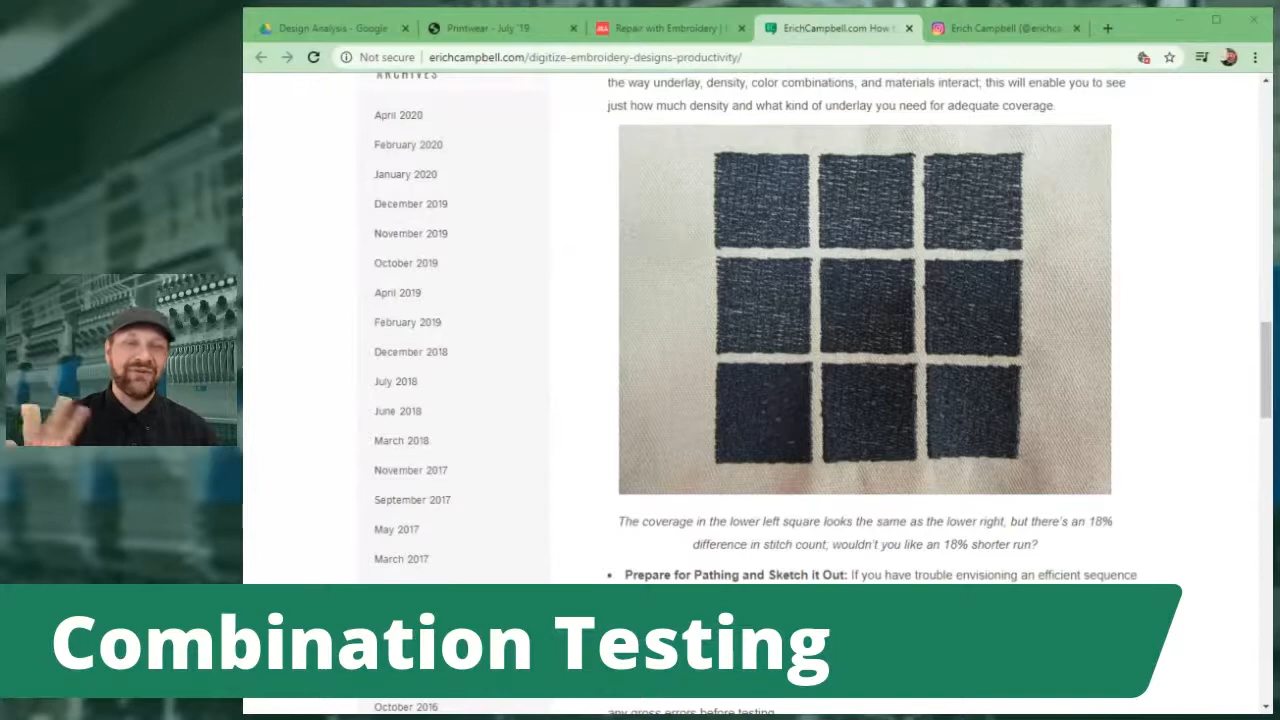 Design Analysis - Google
Printwear - July '19
Repair with Embroidery |
ErichCampbell.com How t
Erich Campbell (@erichca
Not secure
erichcampbell.com/digitize-embroidery-designs-productivity/
ARCHIVES
the way underlay, density, color combinations, and materials interact; this will enable you to see
just how much density and what kind of underlay you need for adequate coverage.
April 2020
February 2020
January 2020
December 2019
November 2019
October 2019
April 2019
February 2019
December 2018
July 2018
June 2018
March 2018
November 2017
September 2017
May 2017
March 2017
October 2016
The coverage in the lower left square looks the same as the lower right, but there's an 18%
difference in stitch count; wouldn't you like an 18% shorter run?
• Prepare for Pathing and Sketch it Out: If you have trouble envisioning an efficient sequence
any gross errors before testing.
Combination Testing